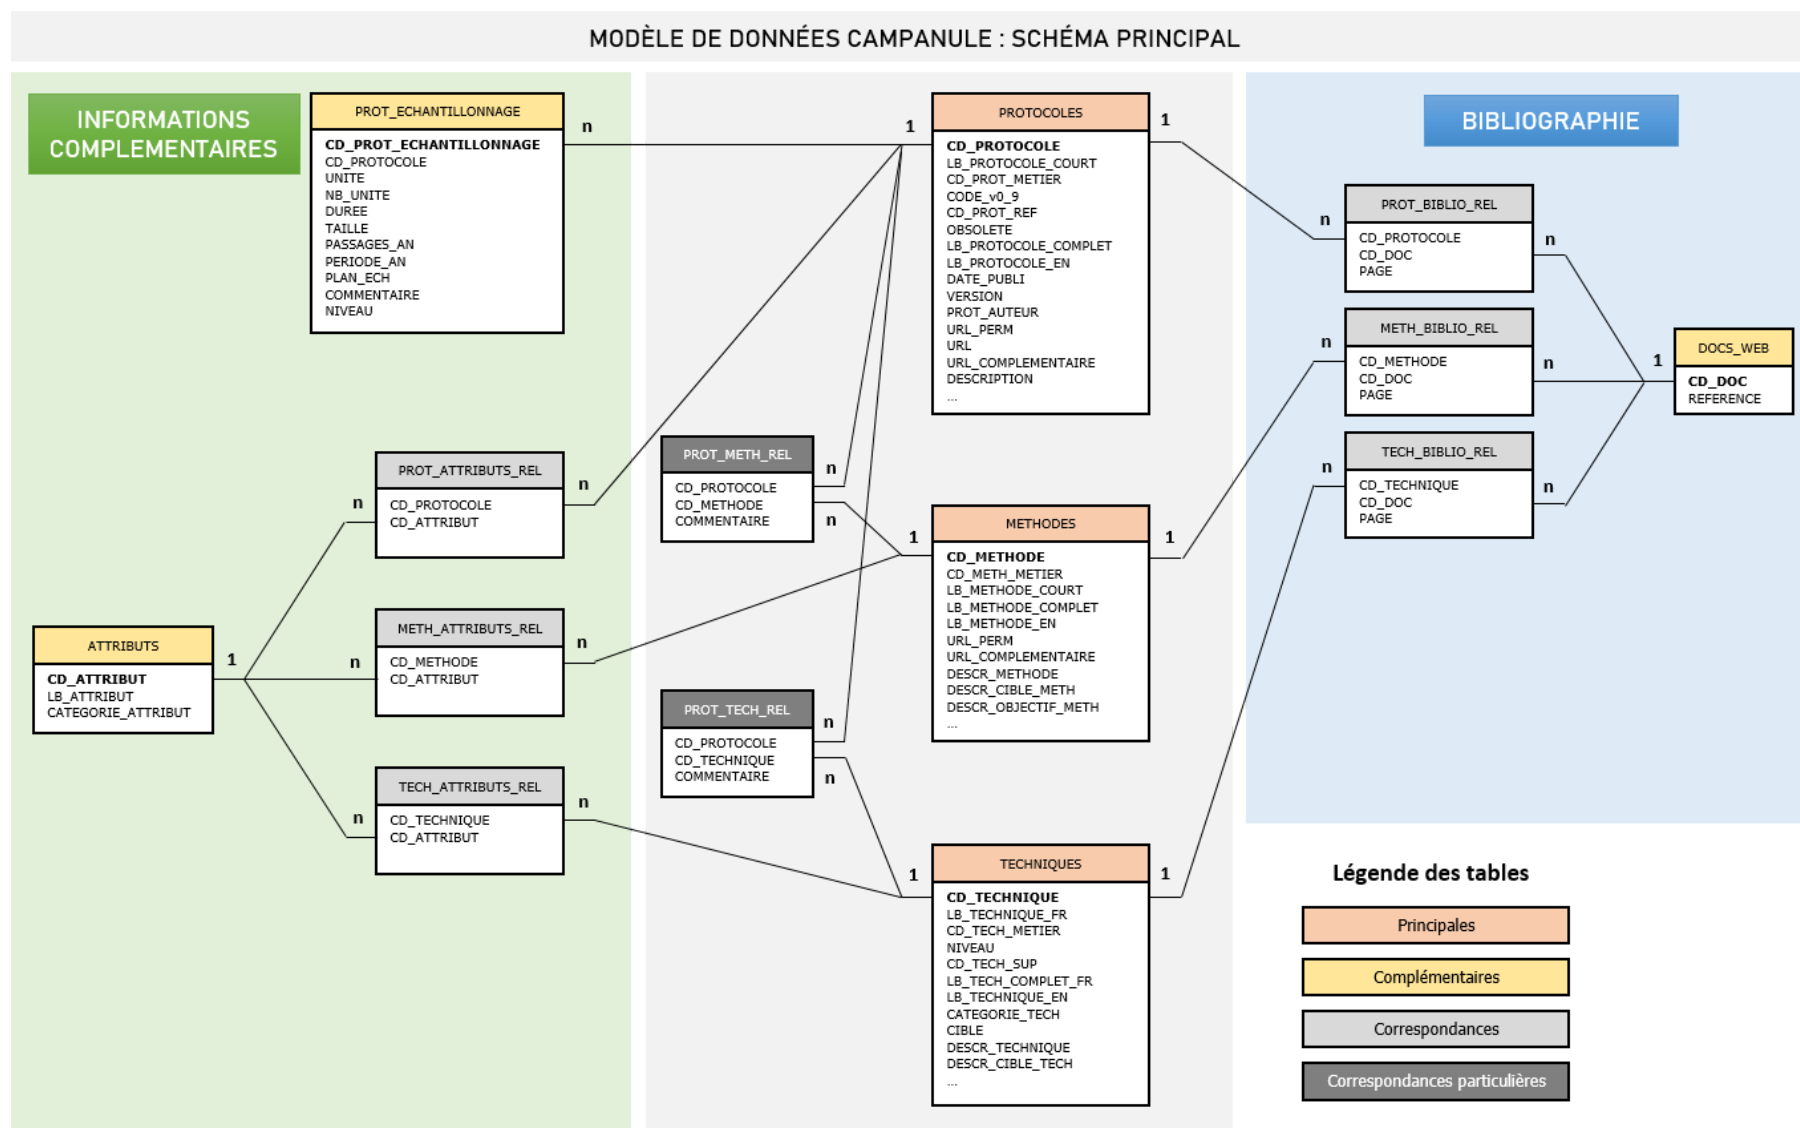 MODÈLE DE DONNÉES CAMPANULE : SCHÉMA PRINCIPAL
INFORMATIONS
COMPLEMENTAIRES
PROT_ECHANTILLONNAGE
CD_PROT_ECHANTILLONNAGE
CD_PROTOCOLE
UNITE
NB_UNITE
DUREE
TAILLE
PASSAGES_AN
PERIODE_AN
PLAN_ECH
COMMENTAIRE
NIVEAU
n
1
PROT_ATTRIBUTS_REL
CD_PROTOCOLE
CD_ATTRIBUT
n
n
METH_ATTRIBUTS_REL
CD_METHODE
CD_ATTRIBUT
n
n
ATTRIBUTS
CD_ATTRIBUT
LB_ATTRIBUT
CATEGORIE_ATTRIBUT
1
TECH_ATTRIBUTS_REL
CD_TECHNIQUE
CD_ATTRIBUT
n
n
PROT_METH_REL
CD_PROTOCOLE
CD_METHODE
COMMENTAIRE
n
n
PROT_TECH_REL
CD_PROTOCOLE
CD_TECHNIQUE
COMMENTAIRE
n
n
PROTOCOLES
CD_PROTOCOLE
LB_PROTOCOLE_COURT
CD_PROT_METIER
CODE_v0_9
CD_PROT_REF
OBSOLETE
LB_PROTOCOLE_COMPLET
LB_PROTOCOLE_EN
DATE_PUBLI
VERSION
PROT_AUTEUR
URL_PERM
URL
URL_COMPLEMENTAIRE
DESCRIPTION
...
1
METHODES
CD_METHODE
CD_METH_METIER
LB_METHODE_COURT
LB_METHODE_COMPLET
LB_METHODE_EN
URL_PERM
URL_COMPLEMENTAIRE
DESCR_METHODE
DESCR_CIBLE_METH
DESCR_OBJECTIF_METH
...
1
1
TECHNIQUES
CD_TECHNIQUE
LB_TECHNIQUE_FR
CD_TECH_METIER
NIVEAU
CD_TECH_SUP
LB_TECH_COMPLET_FR
LB_TECHNIQUE_EN
CATEGORIE_TECH
CIBLE
DESCR_TECHNIQUE
DESCR_CIBLE_TECH
...
1
1
BIBLIOGRAPHIE
PROT_BIBLIO_REL
CD_PROTOCOLE
CD_DOC
PAGE
n
n
METH_BIBLIO_REL
CD_METHODE
CD_DOC
PAGE
n
n
TECH_BIBLIO_REL
CD_TECHNIQUE
CD_DOC
PAGE
n
n
DOCS_WEB
CD_DOC
REFERENCE
1
Légende des tables
Principales
Complémentaires
Correspondances
Correspondances particulières